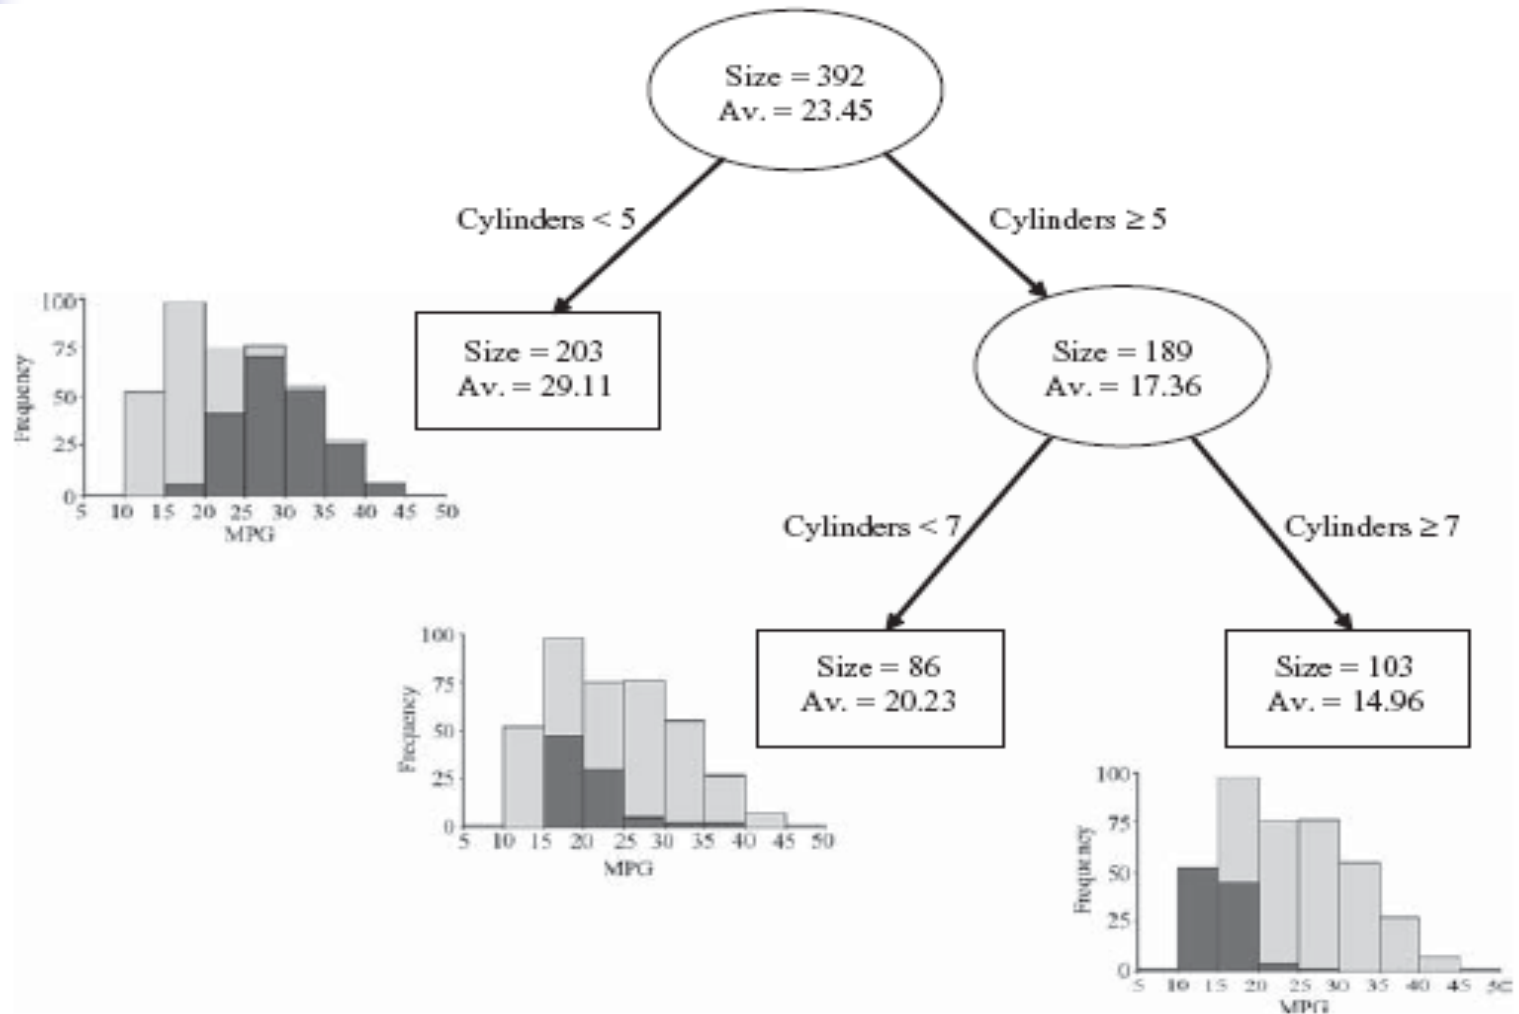 Size = 392
Av. = 23.45
Cylinders < 5
Cylinders ≥ 5
Size = 203
Av. = 29.11
Size = 189
Av. = 17.36
100
75
50
25
0
Frequency
5 10 15 20 25 30 35 40 45 50
MPG
Cylinders < 7
Cylinders ≥ 7
Size = 86
Av. = 20.23
Size = 103
Av. = 14.96
100
75
50
25
0
Frequency
5 10 15 20 25 30 35 40 45 50
MPG
100
75
50
25
0
Frequency
5 10 15 20 25 30 35 40 45 50
MPG